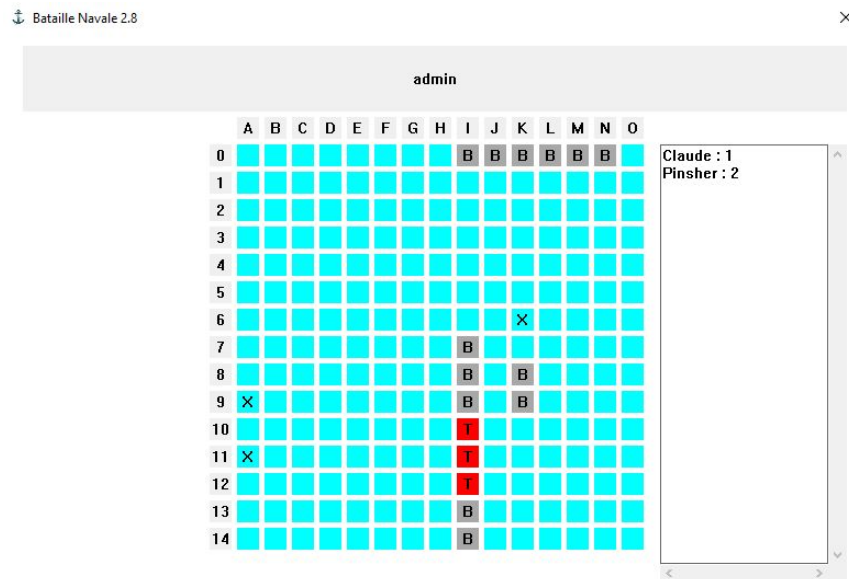 Bataille Navale 2.8
admin
A B C D E F G H I J K L M N O
0 B B B B B B
Claude : 1
Pinsher : 2
1
2
3
4
5
6 X
7 B
8 B B
9 X B B
10 T
11 X T
12 T
13 B
14 B